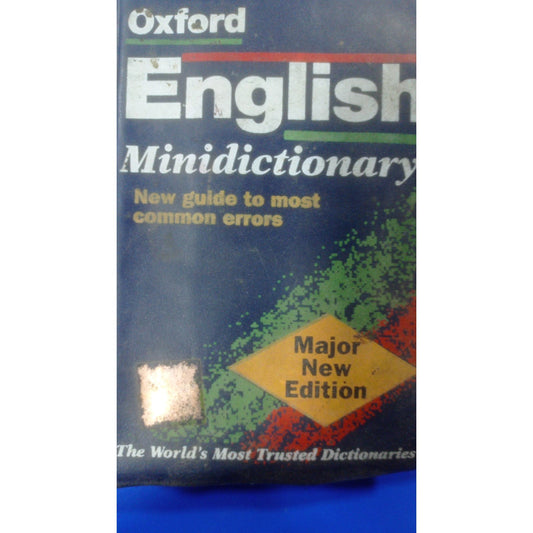 Oxford
English
Minidictionary
New guide to most
common errors
Major
New
Edition
The World's Most Trusted Dictionaries